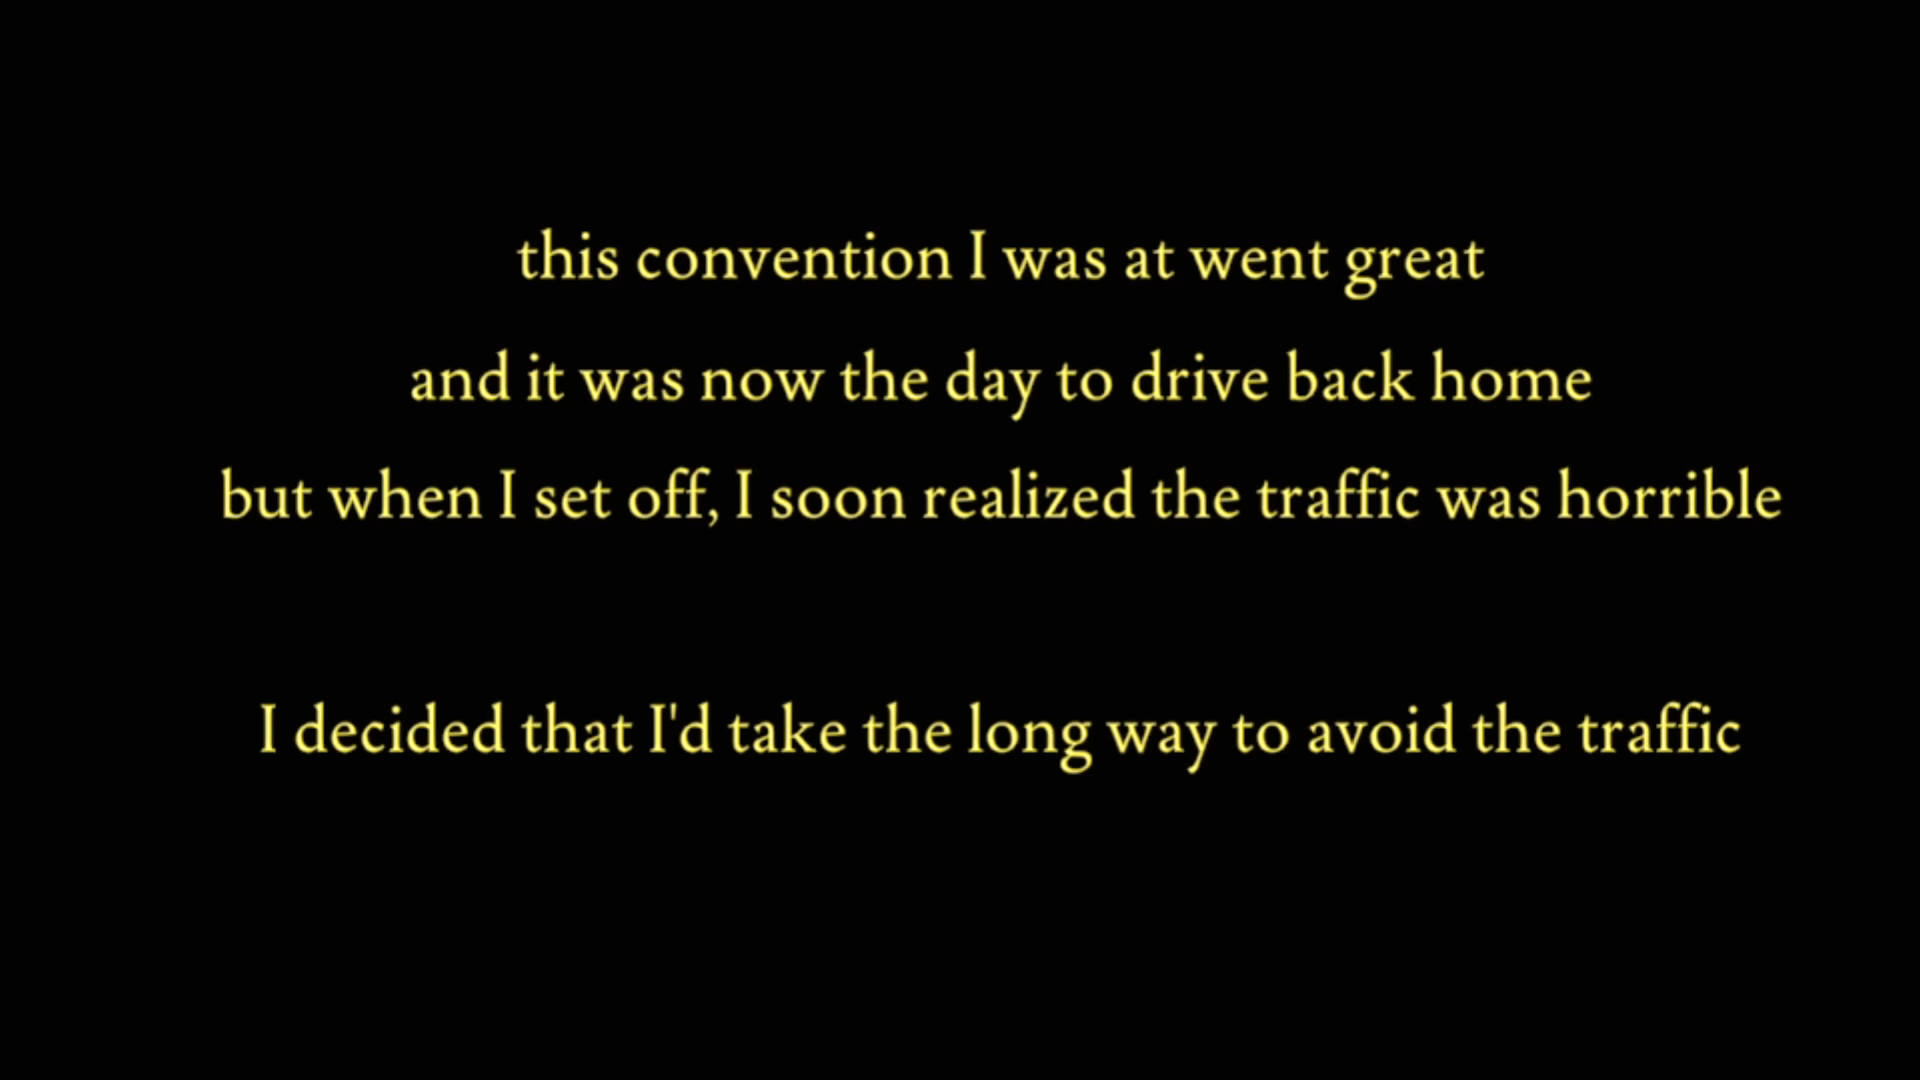 this convention I was at went great
and it was now the day to drive back home
but when I set off, I soon realized the traffic was horrible
I decided that I'd take the long way to avoid the traffic